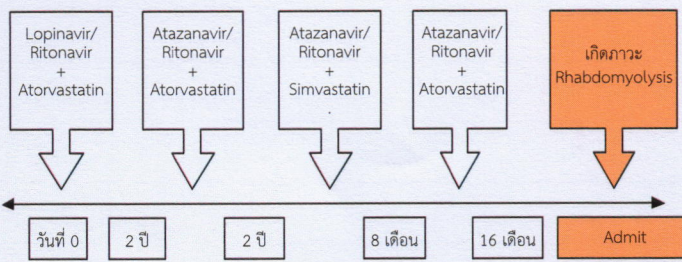 Lopinavir/
Ritonavir
+
Atorvastatin
Atazanavir/
Ritonavir
+
Atorvastatin
Atazanavir/
Ritonavir
+
Simvastatin
.
Atazanavir/
Ritonavir
+
Atorvastatin
เกิดภาวะ
Rhabdomyolysis
วันที่ 0
2 ปี
2 ปี
8 เดือน
16 เดือน
Admit